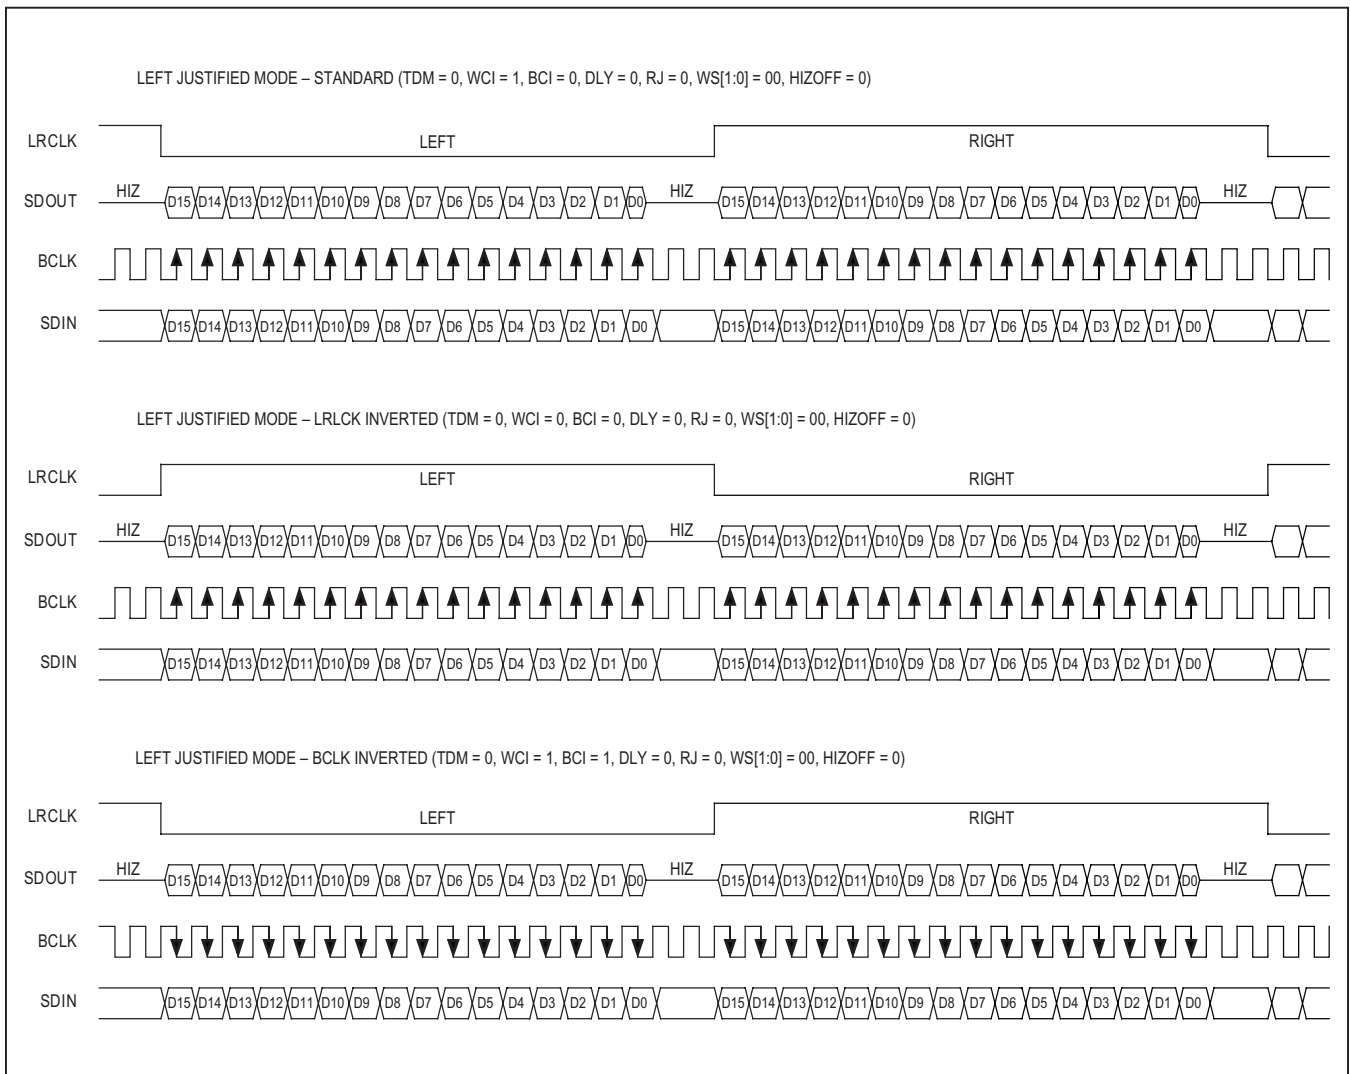 LEFT JUSTIFIED MODE – STANDARD (TDM = 0, WCI = 1, BCI = 0, DLY = 0, RJ = 0, WS[1:0] = 00, HIZOFF = 0)
LRCLK LEFT RIGHT
SDOUT HIZ D15 D14 D13 D12 D11 D10 D9 D8 D7 D6 D5 D4 D3 D2 D1 D0 HIZ D15 D14 D13 D12 D11 D10 D9 D8 D7 D6 D5 D4 D3 D2 D1 D0 HIZ
BCLK
SDIN D15 D14 D13 D12 D11 D10 D9 D8 D7 D6 D5 D4 D3 D2 D1 D0 D15 D14 D13 D12 D11 D10 D9 D8 D7 D6 D5 D4 D3 D2 D1 D0
LEFT JUSTIFIED MODE – LRLCK INVERTED (TDM = 0, WCI = 0, BCI = 0, DLY = 0, RJ = 0, WS[1:0] = 00, HIZOFF = 0)
LRCLK LEFT RIGHT
SDOUT HIZ D15 D14 D13 D12 D11 D10 D9 D8 D7 D6 D5 D4 D3 D2 D1 D0 HIZ D15 D14 D13 D12 D11 D10 D9 D8 D7 D6 D5 D4 D3 D2 D1 D0 HIZ
BCLK
SDIN D15 D14 D13 D12 D11 D10 D9 D8 D7 D6 D5 D4 D3 D2 D1 D0 D15 D14 D13 D12 D11 D10 D9 D8 D7 D6 D5 D4 D3 D2 D1 D0
LEFT JUSTIFIED MODE – BCLK INVERTED (TDM = 0, WCI = 1, BCI = 1, DLY = 0, RJ = 0, WS[1:0] = 00, HIZOFF = 0)
LRCLK LEFT RIGHT
SDOUT HIZ D15 D14 D13 D12 D11 D10 D9 D8 D7 D6 D5 D4 D3 D2 D1 D0 HIZ D15 D14 D13 D12 D11 D10 D9 D8 D7 D6 D5 D4 D3 D2 D1 D0 HIZ
BCLK
SDIN D15 D14 D13 D12 D11 D10 D9 D8 D7 D6 D5 D4 D3 D2 D1 D0 D15 D14 D13 D12 D11 D10 D9 D8 D7 D6 D5 D4 D3 D2 D1 D0